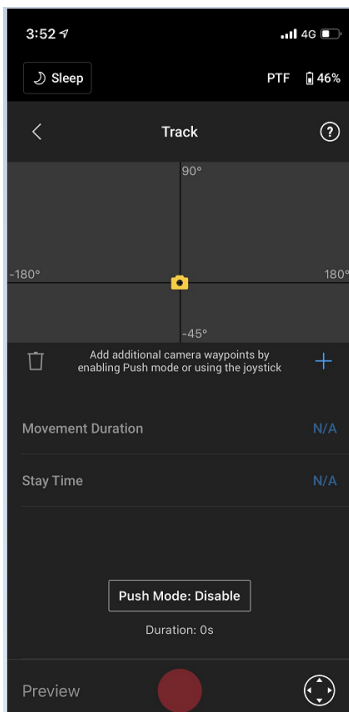 3:52 4G
Sleep PTF 46%
Track ?
90°
-180° 180°
-45°
Add additional camera waypoints by
enabling Push mode or using the joystick
Movement Duration N/A
Stay Time N/A
Push Mode: Disable
Duration: 0s
Preview